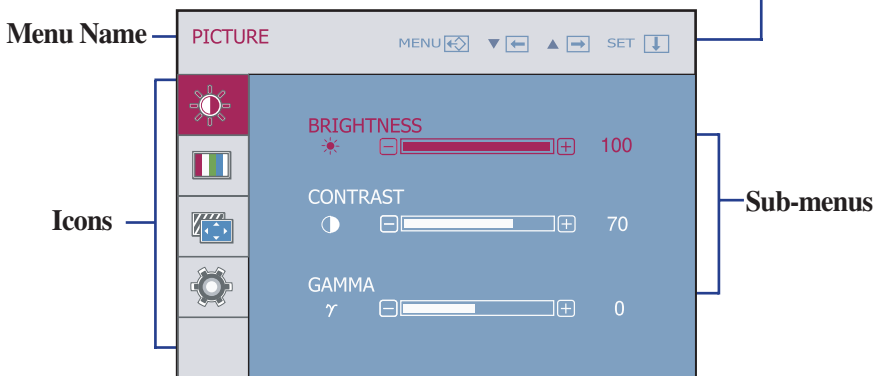 Menu Name
PICTURE
MENU ▼ ▲ SET
BRIGHTNESS
100
CONTRAST
70
Icons
Sub-menus
GAMMA
γ 0